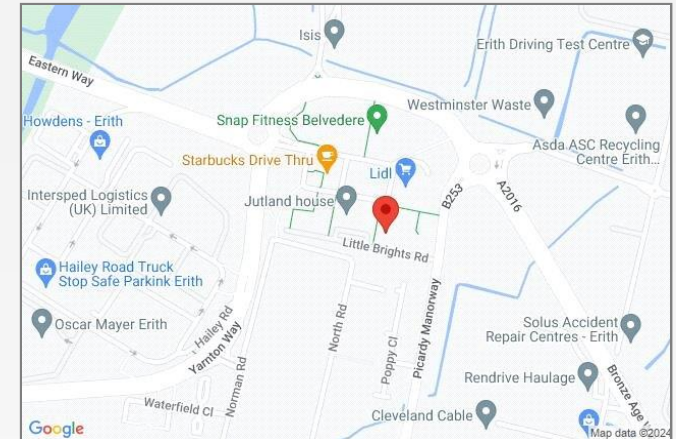 Isis
Erith Driving Test Centre
Eastern Way
Westminster Waste
Howdens - Erith
Snap Fitness Belvedere
Asda ASC Recycling
Centre Erith...
Starbucks Drive Thru
Lidl
Intersped Logistics
(UK) Limited
Jutland house
B253
A2016
Little Brights Rd
Hailey Road Truck
Stop Safe Parkink Erith
Oscar Mayer Erith
Hailey Rd
Yarnton Way
Norman Rd
North Rd
Poppy Cl
Picardy Manorway
Solus Accident
Repair Centres - Erith
Rendrive Haulage
Bronze Age
Waterfield Cl
Cleveland Cable
Google
Map data ©2024